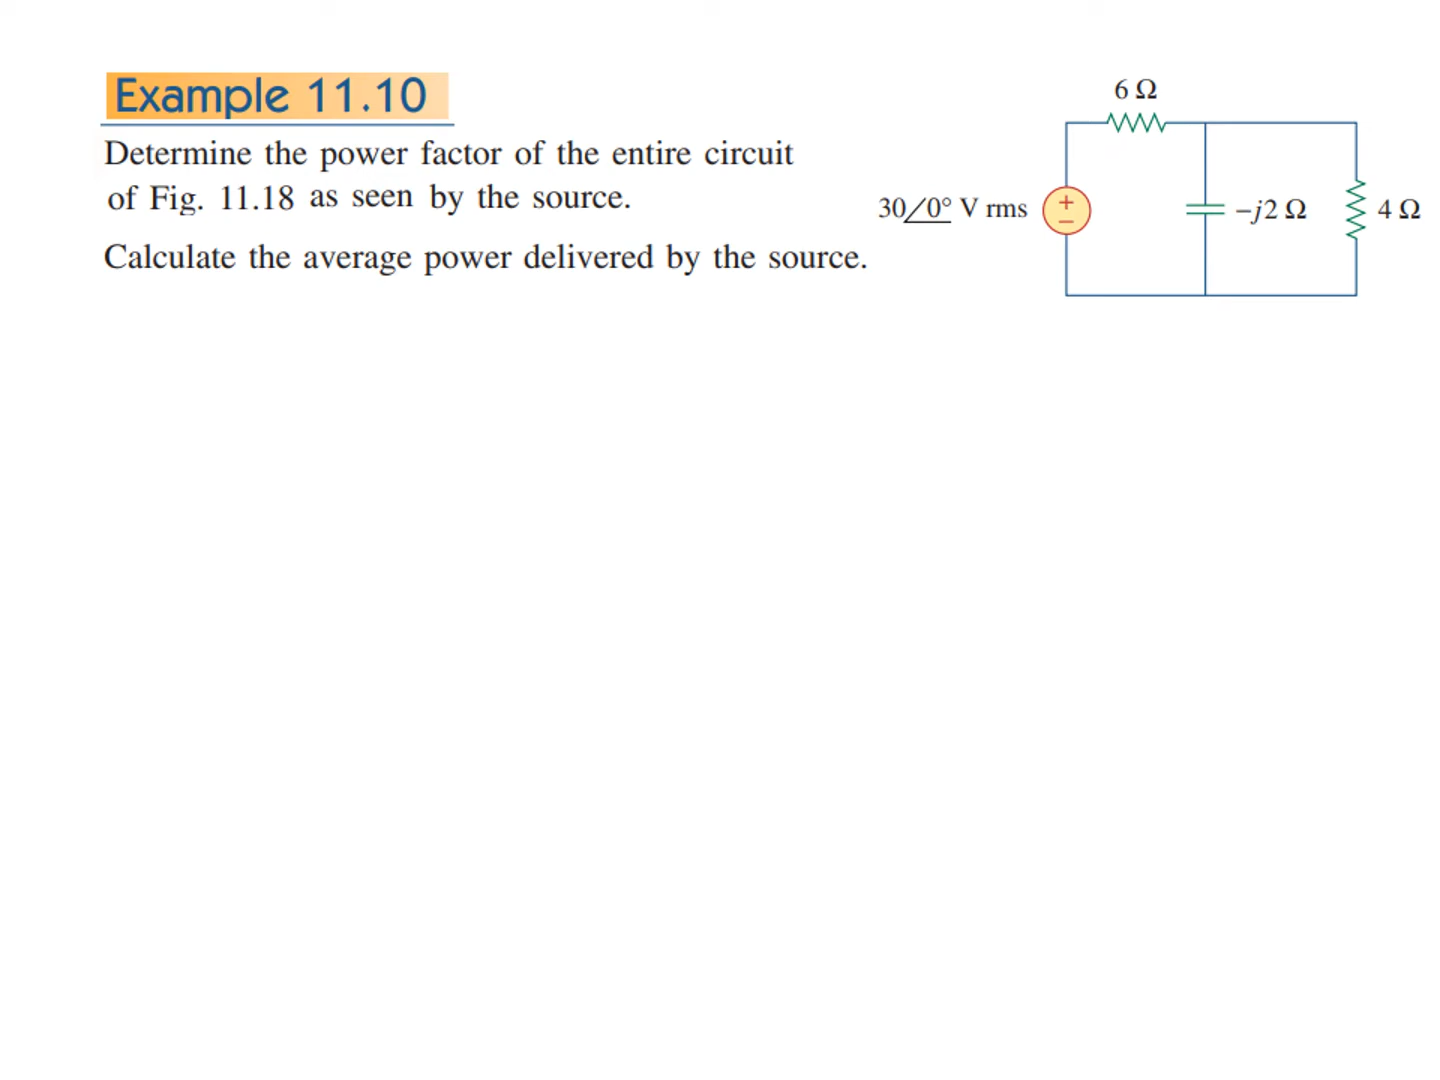 Example 11.10
Determine the power factor of the entire circuit
of Fig. 11.18 as seen by the source.
Calculate the average power delivered by the source.
6 Ω
30∠0° V rms
+
−
−j2 Ω
4 Ω